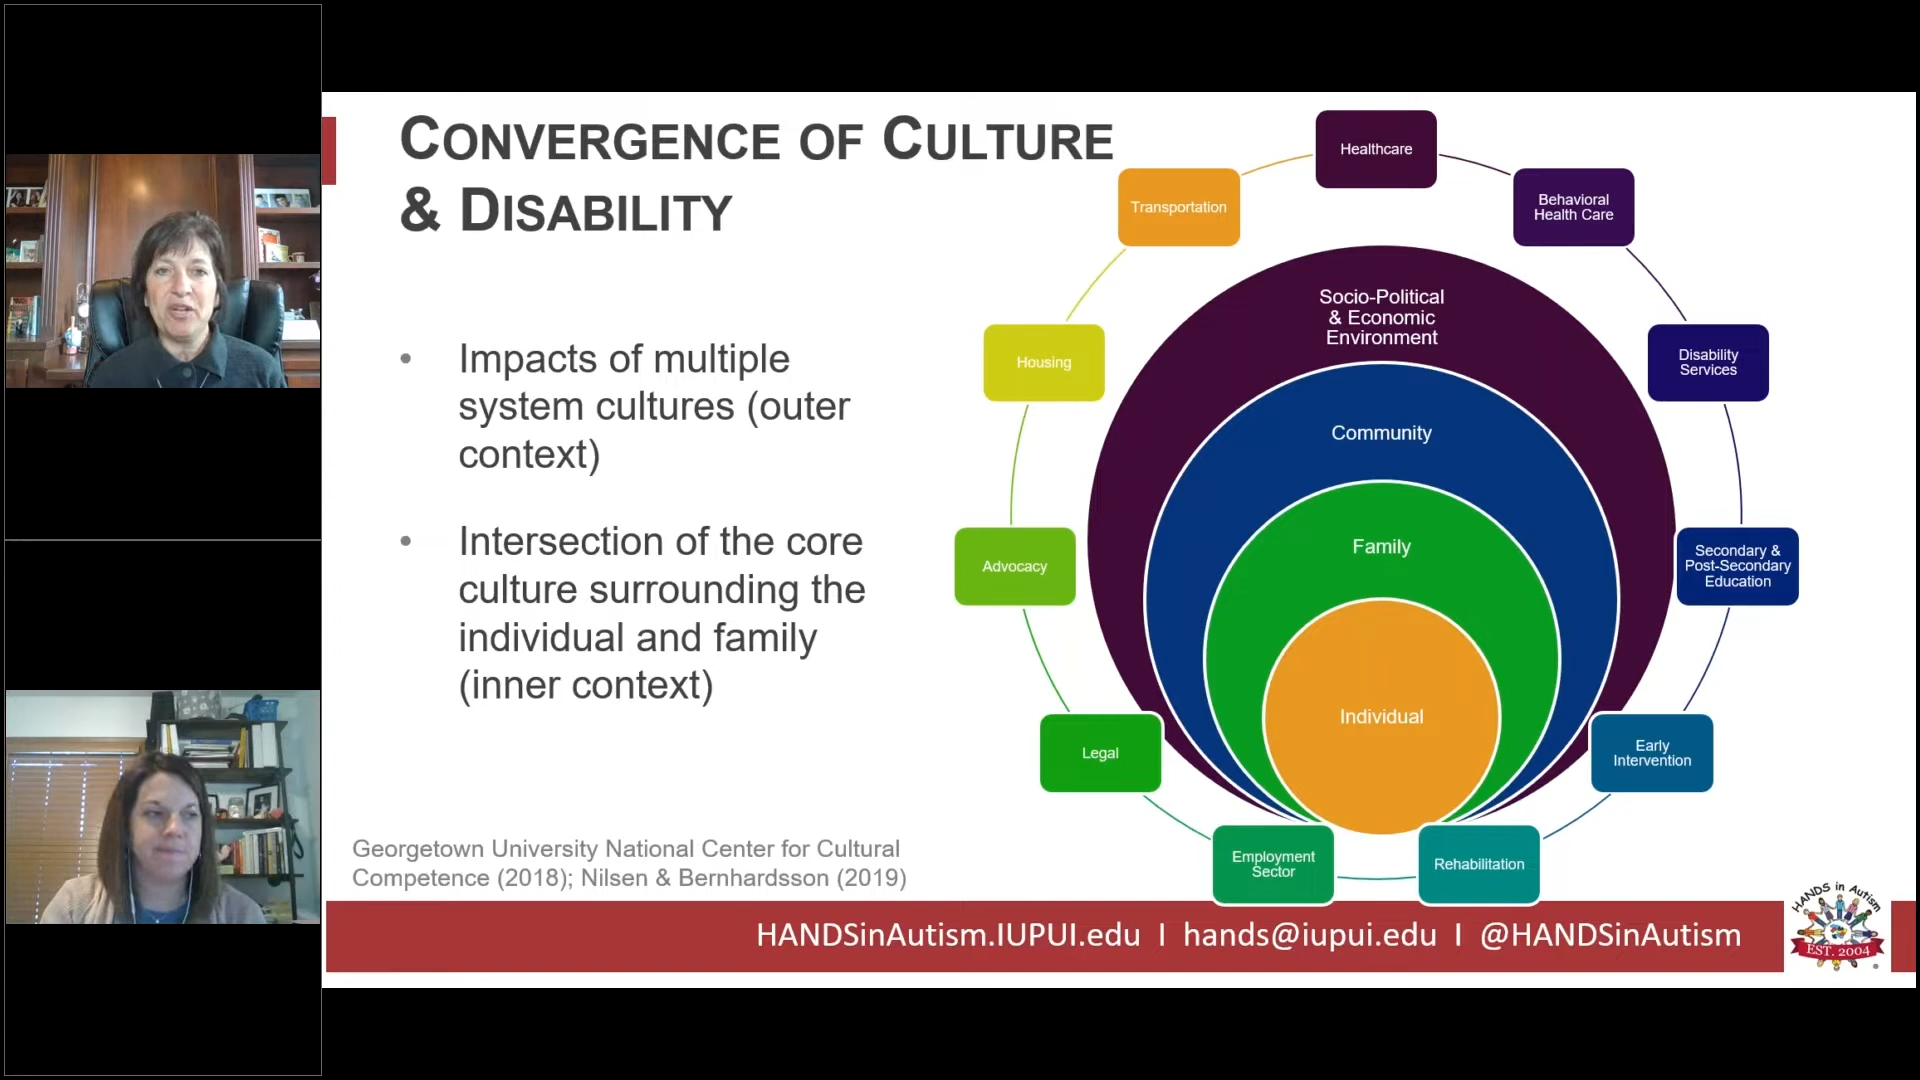 CONVERGENCE OF CULTURE
& DISABILITY
• Impacts of multiple
system cultures (outer
context)
• Intersection of the core
culture surrounding the
individual and family
(inner context)
Georgetown University National Center for Cultural
Competence (2018); Nilsen & Bernhardsson (2019)
Healthcare
Behavioral
Health Care
Disability
Services
Secondary &
Post-Secondary
Education
Early
Intervention
Rehabilitation
Employment
Sector
Legal
Advocacy
Housing
Transportation
Socio-Political
& Economic
Environment
Community
Family
Individual
HANDSinAutism.IUPUI.edu I hands@iupui.edu I @HANDSinAutism
HANDS in Autism
EST. 2004